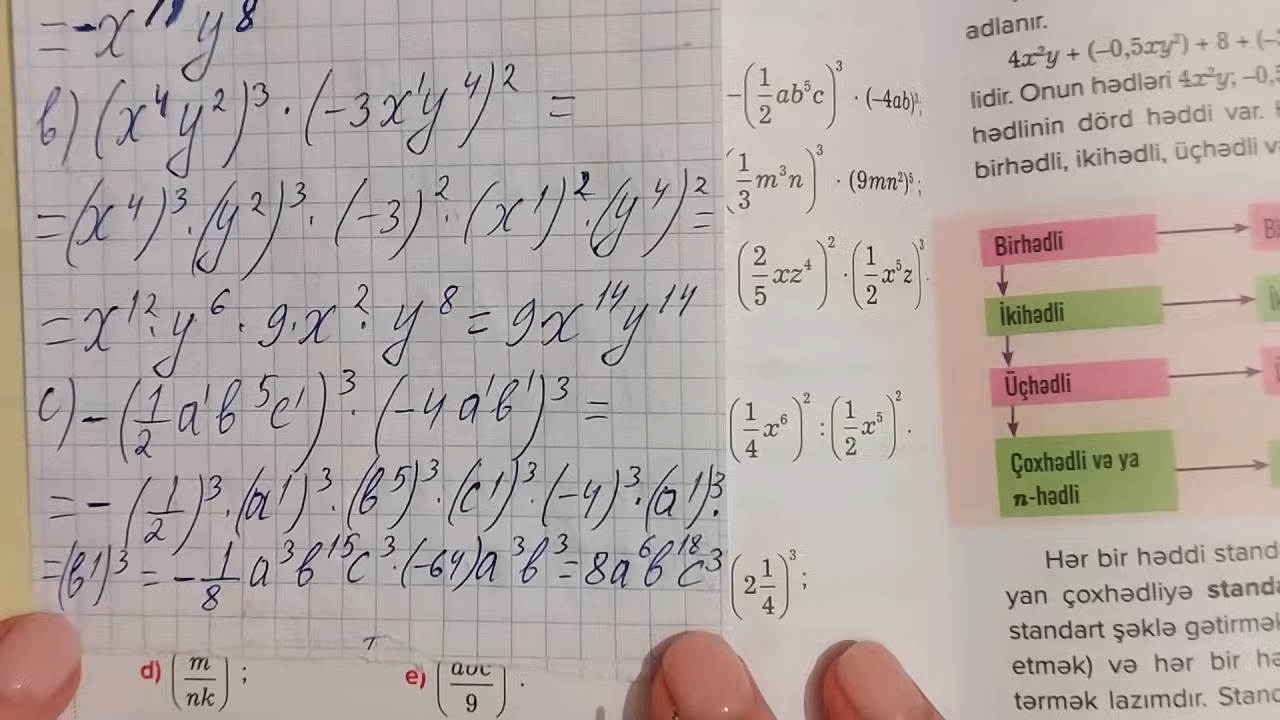 = -x y⁸
b) (x⁴y²)³ · (-3x¹y⁴)² =
= (x⁴)³ · (y²)³ · (-3)² · (x¹)² · (y⁴)² =
= x¹² · y⁶ · 9 · x² · y⁸ = 9x¹⁴y¹⁴
c) -(1/2 a¹b⁵c¹)³ · (-4a¹b¹)³ =
= -(1/2)³ · (a¹)³ · (b⁵)³ · (c¹)³ · (-4)³ · (a¹)³ ·
= (b¹)³ = -1/8 a³b¹⁵c³ · (-64)a³b³ = 8a⁶b¹⁸c³
d) (m/nk) ;
e) (abc/9) .
-(1/2 ab⁵c)³ · (-4ab)³;
(1/3 m³n)³ · (9mn²)⁵;
(2/5 xz⁴)² · (1/2 x⁵z)³.
(1/4 x⁶)² : (1/2 x⁵)².
(2 1/4)³;
adlanır.
4x²y + (-0,5xy²) + 8 + (-
lidir. Onun hədləri 4x²y; -0,5
hədlinin dörd həddi var.
birhədli, ikihədli, üçhədli və
Birhədli
İkihədli
Üçhədli
Çoxhədli və ya
n-hədli
Hər bir həddi stand
yan çoxhədliyə standa
standart şəklə gətirmək
etmək) və hər bir hə
tərmək lazımdır. Stand